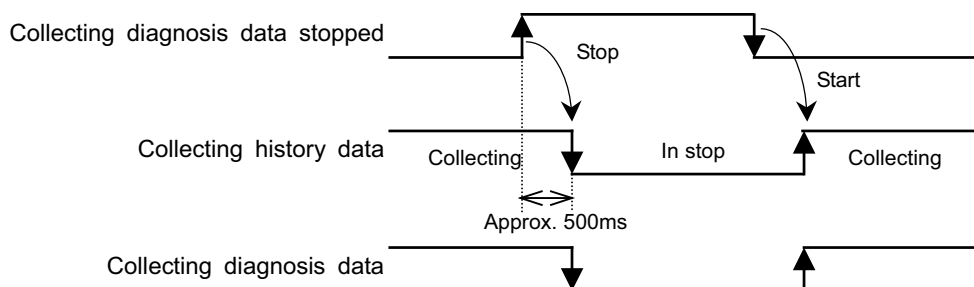 Collecting diagnosis data stopped
Stop
Start
Collecting history data
Collecting
In stop
Collecting
Approx. 500ms
Collecting diagnosis data